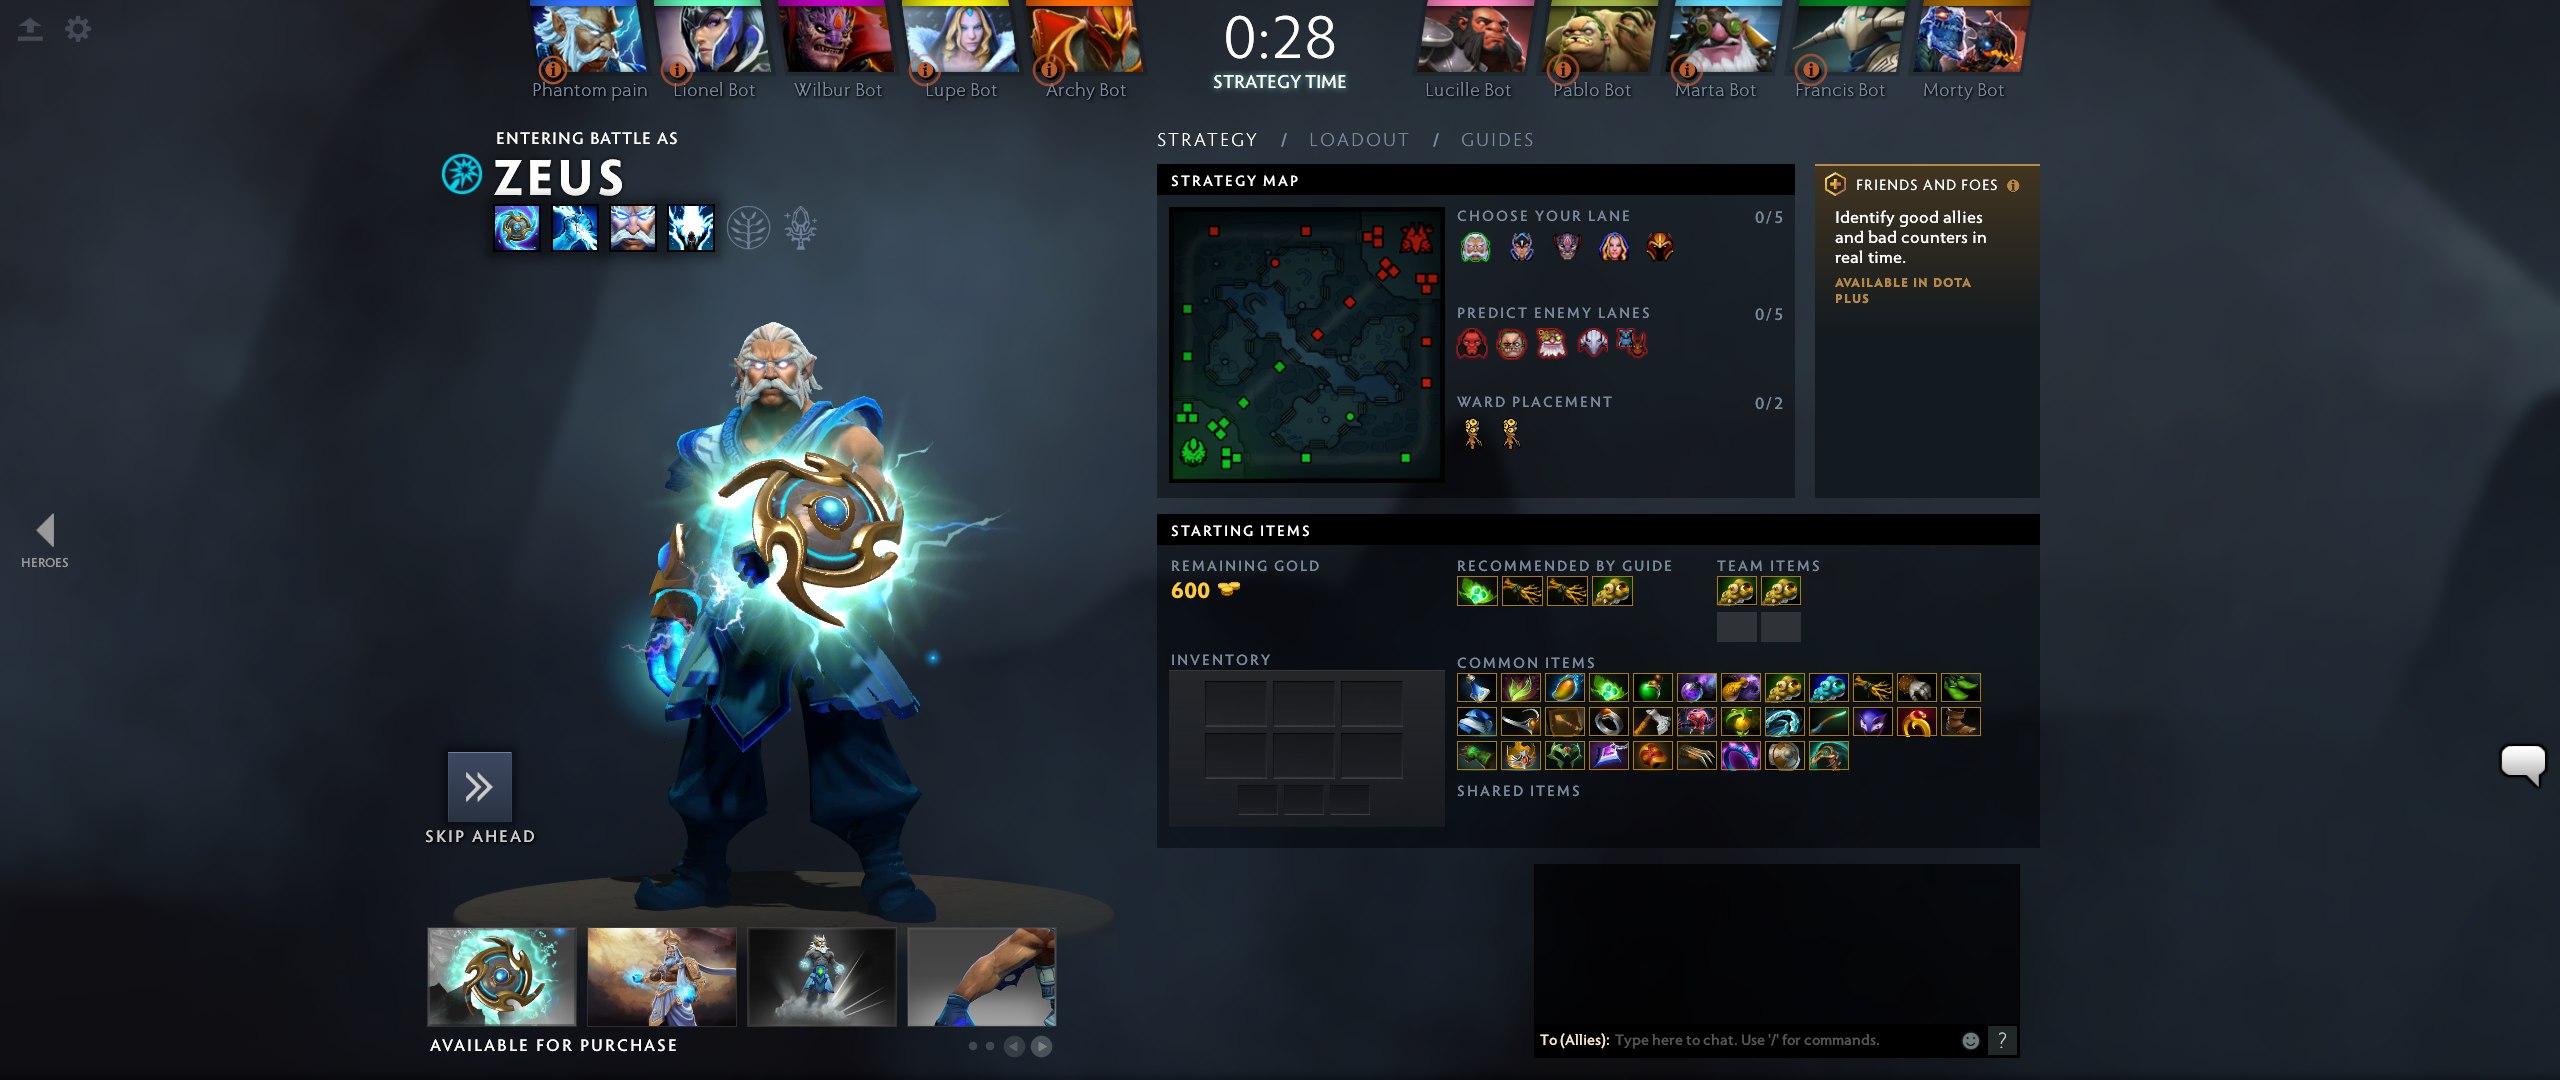 Phantom pain
Lionel Bot
Wilbur Bot
Lupe Bot
Archy Bot
0:28
STRATEGY TIME
Lucille Bot
Pablo Bot
Marta Bot
Francis Bot
Morty Bot
ENTERING BATTLE AS
ZEUS
STRATEGY / LOADOUT / GUIDES
STRATEGY MAP
CHOOSE YOUR LANE 0/5
PREDICT ENEMY LANES 0/5
WARD PLACEMENT 0/2
FRIENDS AND FOES
Identify good allies
and bad counters in
real time.
AVAILABLE IN DOTA
PLUS
HEROES
STARTING ITEMS
REMAINING GOLD
600
RECOMMENDED BY GUIDE
TEAM ITEMS
INVENTORY
COMMON ITEMS
SHARED ITEMS
SKIP AHEAD
AVAILABLE FOR PURCHASE
To (Allies): Type here to chat. Use '/' for commands.
?